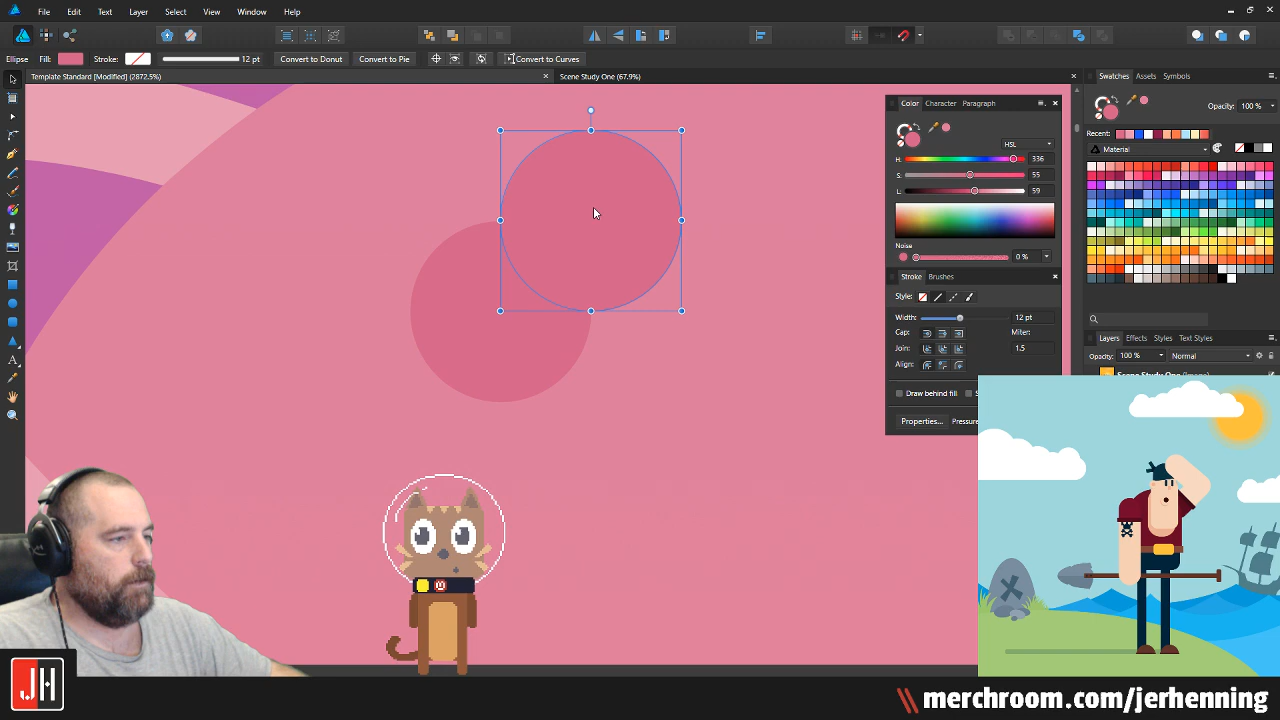 File Edit Text Layer Select View Window Help
Ellipse Fill: Stroke: 12 pt Convert to Donut Convert to Pie Convert to Curves
Template Standard [Modified] (2872.5%) Scene Study One (67.9%)
Swatches Assets Symbols
Opacity: 100 %
Recent:
Material
Color Character Paragraph
HSL
H: 336
S: 55
L: 59
Noise
0 %
Stroke Brushes
Style:
Width: 12 pt
Cap: Miter:
Join: 1.5
Align:
Draw behind fill S
Properties... Pressure
Layers Effects Styles Text Styles
Opacity: 100 % Normal
Scene Study One (Image)
JH
\\ merchroom.com/jerhenning